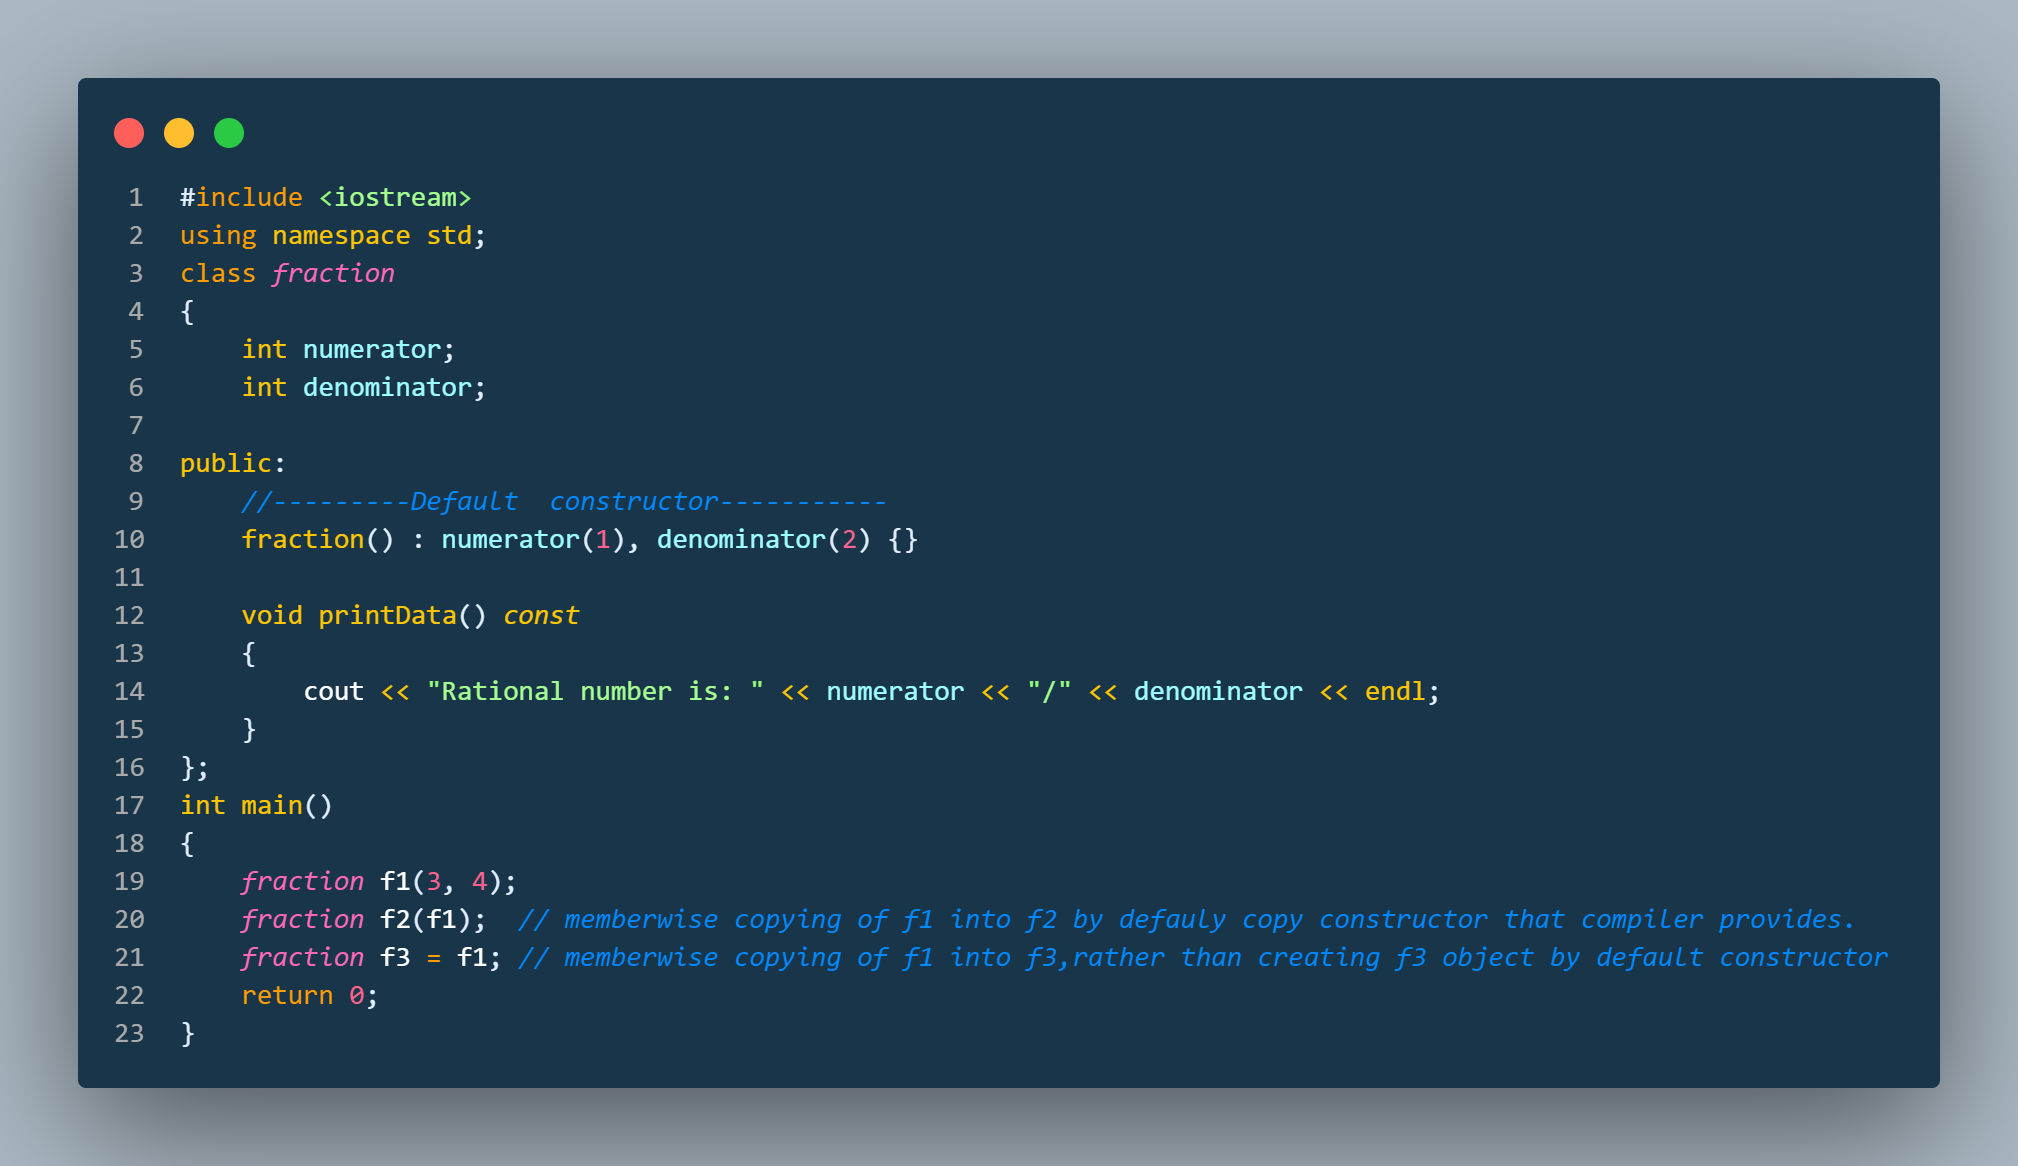 1 #include <iostream>
2 using namespace std;
3 class fraction
4 {
5     int numerator;
6     int denominator;
7
8 public:
9     //---------Default  constructor-----------
10     fraction() : numerator(1), denominator(2) {}
11
12     void printData() const
13     {
14         cout << "Rational number is: " << numerator << "/" << denominator << endl;
15     }
16 };
17 int main()
18 {
19     fraction f1(3, 4);
20     fraction f2(f1);  // memberwise copying of f1 into f2 by defauly copy constructor that compiler provides.
21     fraction f3 = f1; // memberwise copying of f1 into f3,rather than creating f3 object by default constructor
22     return 0;
23 }